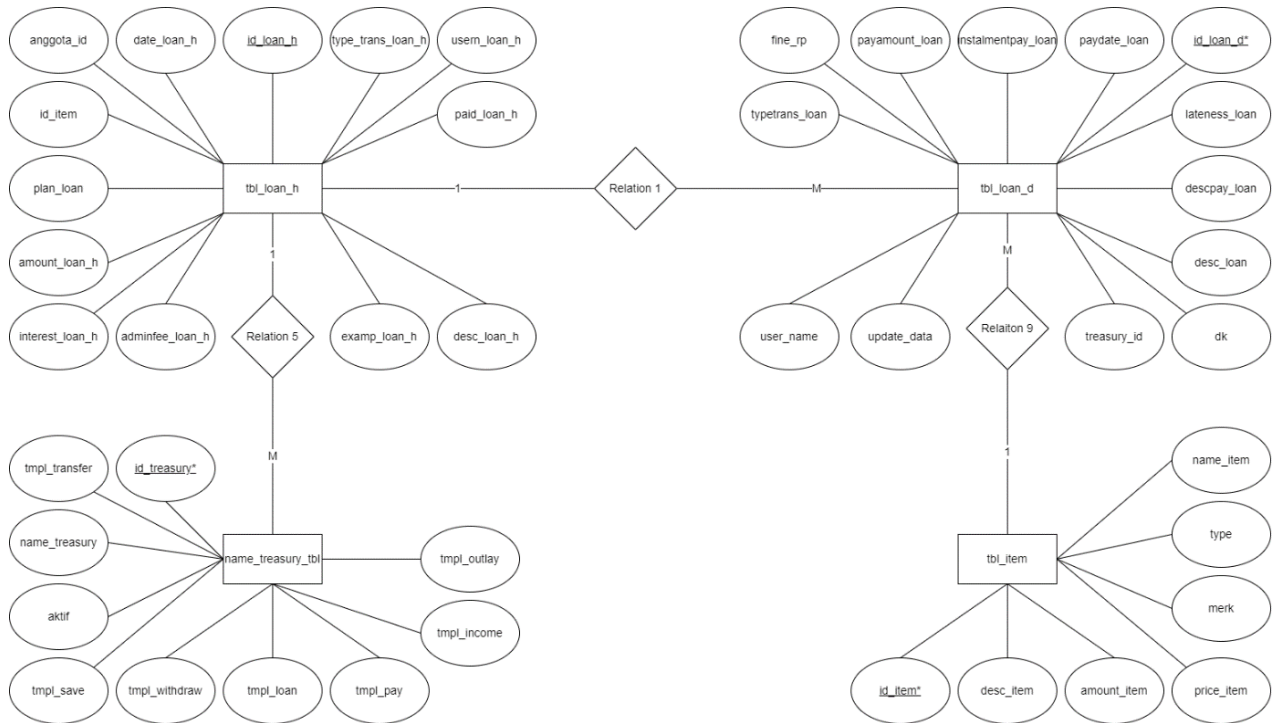 anggota_id
date_loan_h
id_loan_h
type_trans_loan_h
usern_loan_h
fine_rp
payamount_loan
instalmentpay_loan
paydate_loan
id_loan_d*
id_item
paid_loan_h
typetrans_loan
lateness_loan
plan_loan
tbl_loan_h
1
Relation 1
M
tbl_loan_d
descpay_loan
amount_loan_h
1
M
desc_loan
interest_loan_h
adminfee_loan_h
Relation 5
examp_loan_h
desc_loan_h
user_name
update_data
Relaiton 9
treasury_id
dk
tmpl_transfer
id_treasury*
M
1
name_item
name_treasury
name_treasury_tbl
tmpl_outlay
tbl_item
type
aktif
tmpl_income
merk
tmpl_save
tmpl_withdraw
tmpl_loan
tmpl_pay
id_item*
desc_item
amount_item
price_item